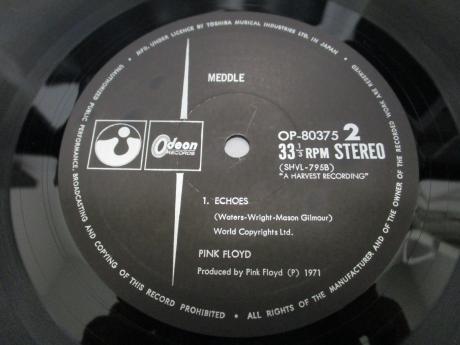 MFD. UNDER LICENCE BY TOSHIBA MUSICAL INDUSTRIES LTD. IN JAPAN •
UNAUTHORIZED PUBLIC PERFORMANCE, BROADCASTING AND COPYING OF THIS RECORD PROHIBITED • ALL RIGHTS OF THE MANUFACTURER AND OF THE OWNER OF THE RECORDED WORK ARE RESERVED
MEDDLE
Odeon
RECORDS
OP-80375 2
33 1/3 RPM STEREO
(SHVL-795B)
"A HARVEST RECORDING"
1. ECHOES
(Waters-Wright-Mason Gilmour)
World Copyrights Ltd.
PINK FLOYD
Produced by Pink Floyd (P) 1971